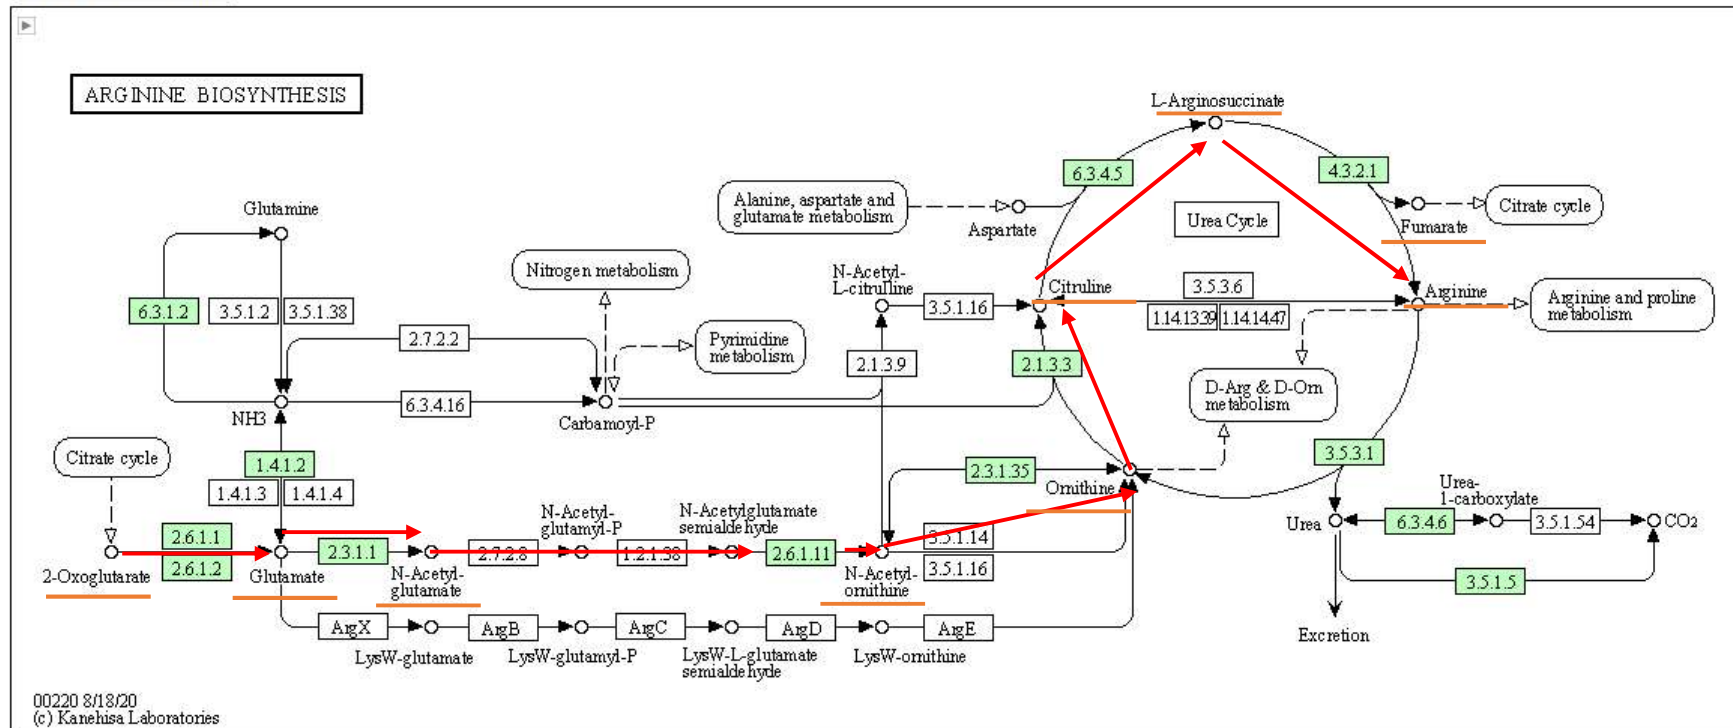 ARGININE BIOSYNTHESIS
L-Arginosuccinate
6.3.4.5
4.3.2.1
Alanine, aspartate and
glutamate metabolism
Aspartate
Urea Cycle
Fumarate
Citrate cycle
Glutamine
Nitrogen metabolism
N-Acetyl-
L-citrulline
Citruline
3.5.3.6
Arginine
Arginine and proline
metabolism
6.3.1.2
3.5.1.2
3.5.1.38
3.5.1.16
1.14.13.39
1.14.14.47
2.7.2.2
Pyrimidine
metabolism
2.1.3.9
2.1.3.3
D-Arg & D-Orn
metabolism
NH3
6.3.4.16
Carbamoyl-P
Citrate cycle
1.4.1.2
1.4.1.3
1.4.1.4
2.3.1.35
Ornithine
3.5.3.1
Urea-
1-carboxylate
Urea
6.3.4.6
3.5.1.54
CO2
N-Acetyl-
glutamyl-P
N-Acetylglutamate
semialdehyde
2.6.1.1
2.6.1.2
2-Oxoglutarate
Glutamate
2.3.1.1
N-Acetyl-
glutamate
2.7.2.8
1.2.1.38
2.6.1.11
N-Acetyl-
ornithine
3.5.1.14
3.5.1.16
3.5.1.5
Excretion
ArgX
ArgB
ArgC
ArgD
ArgE
LysW-glutamate
LysW-glutamyl-P
LysW-L-glutamate
semialdehyde
LysW-ornithine
00220 8/18/20
(c) Kanehisa Laboratories